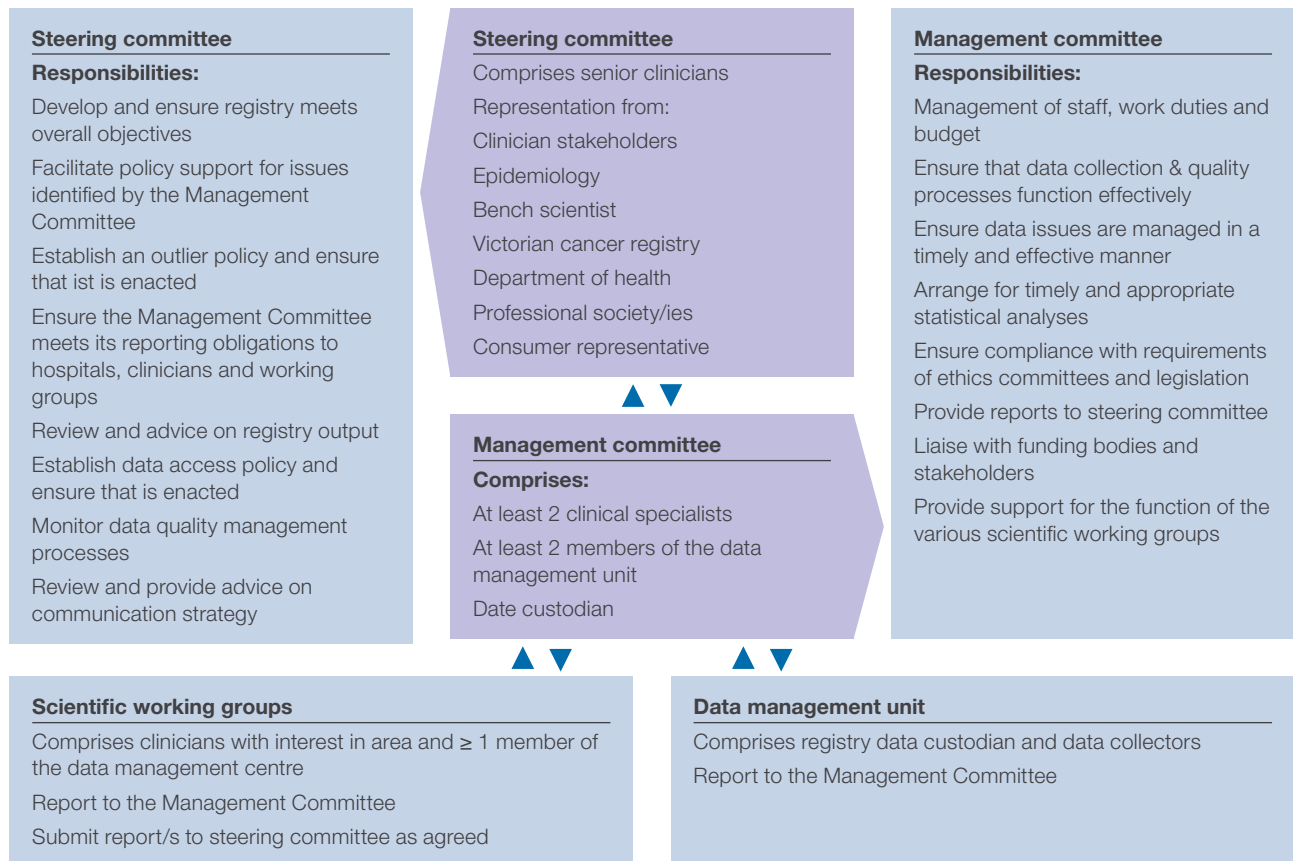 Steering committee
Responsibilities:
Develop and ensure registry meets
overall objectives
Facilitate policy support for issues
identified by the Management
Committee
Establish an outlier policy and ensure
that ist is enacted
Ensure the Management Committee
meets its reporting obligations to
hospitals, clinicians and working
groups
Review and advice on registry output
Establish data access policy and
ensure that is enacted
Monitor data quality management
processes
Review and provide advice on
communication strategy
Steering committee
Comprises senior clinicians
Representation from:
Clinician stakeholders
Epidemiology
Bench scientist
Victorian cancer registry
Department of health
Professional society/ies
Consumer representative
Management committee
Comprises:
At least 2 clinical specialists
At least 2 members of the data
management unit
Date custodian
Management committee
Responsibilities:
Management of staff, work duties and
budget
Ensure that data collection & quality
processes function effectively
Ensure data issues are managed in a
timely and effective manner
Arrange for timely and appropriate
statistical analyses
Ensure compliance with requirements
of ethics committees and legislation
Provide reports to steering committee
Liaise with funding bodies and
stakeholders
Provide support for the function of the
various scientific working groups
Scientific working groups
Comprises clinicians with interest in area and ≥ 1 member of
the data management centre
Report to the Management Committee
Submit report/s to steering committee as agreed
Data management unit
Comprises registry data custodian and data collectors
Report to the Management Committee